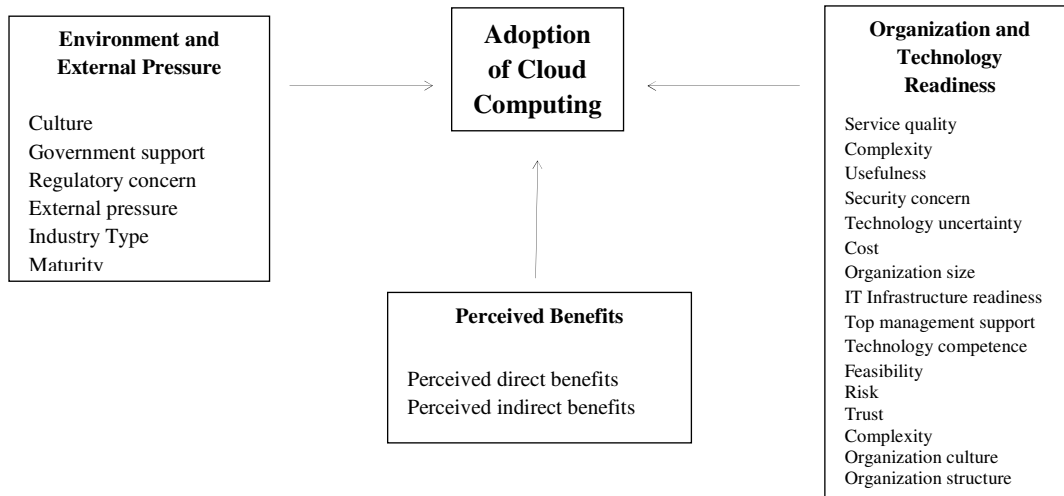 Environment and
External Pressure
Culture
Government support
Regulatory concern
External pressure
Industry Type
Maturity
Adoption
of Cloud
Computing
Perceived Benefits
Perceived direct benefits
Perceived indirect benefits
Organization and
Technology
Readiness
Service quality
Complexity
Usefulness
Security concern
Technology uncertainty
Cost
Organization size
IT Infrastructure readiness
Top management support
Technology competence
Feasibility
Risk
Trust
Complexity
Organization culture
Organization structure